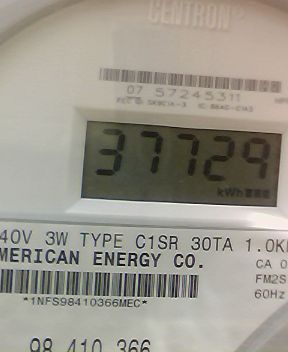 CENTRON®
07 57245311
37729
kWh
40V 3W TYPE C1SR 30TA 1.0K
MERICAN ENERGY CO.
CA 0
FM2S
60Hz
*1NFS98410366MEC*
98 410 366